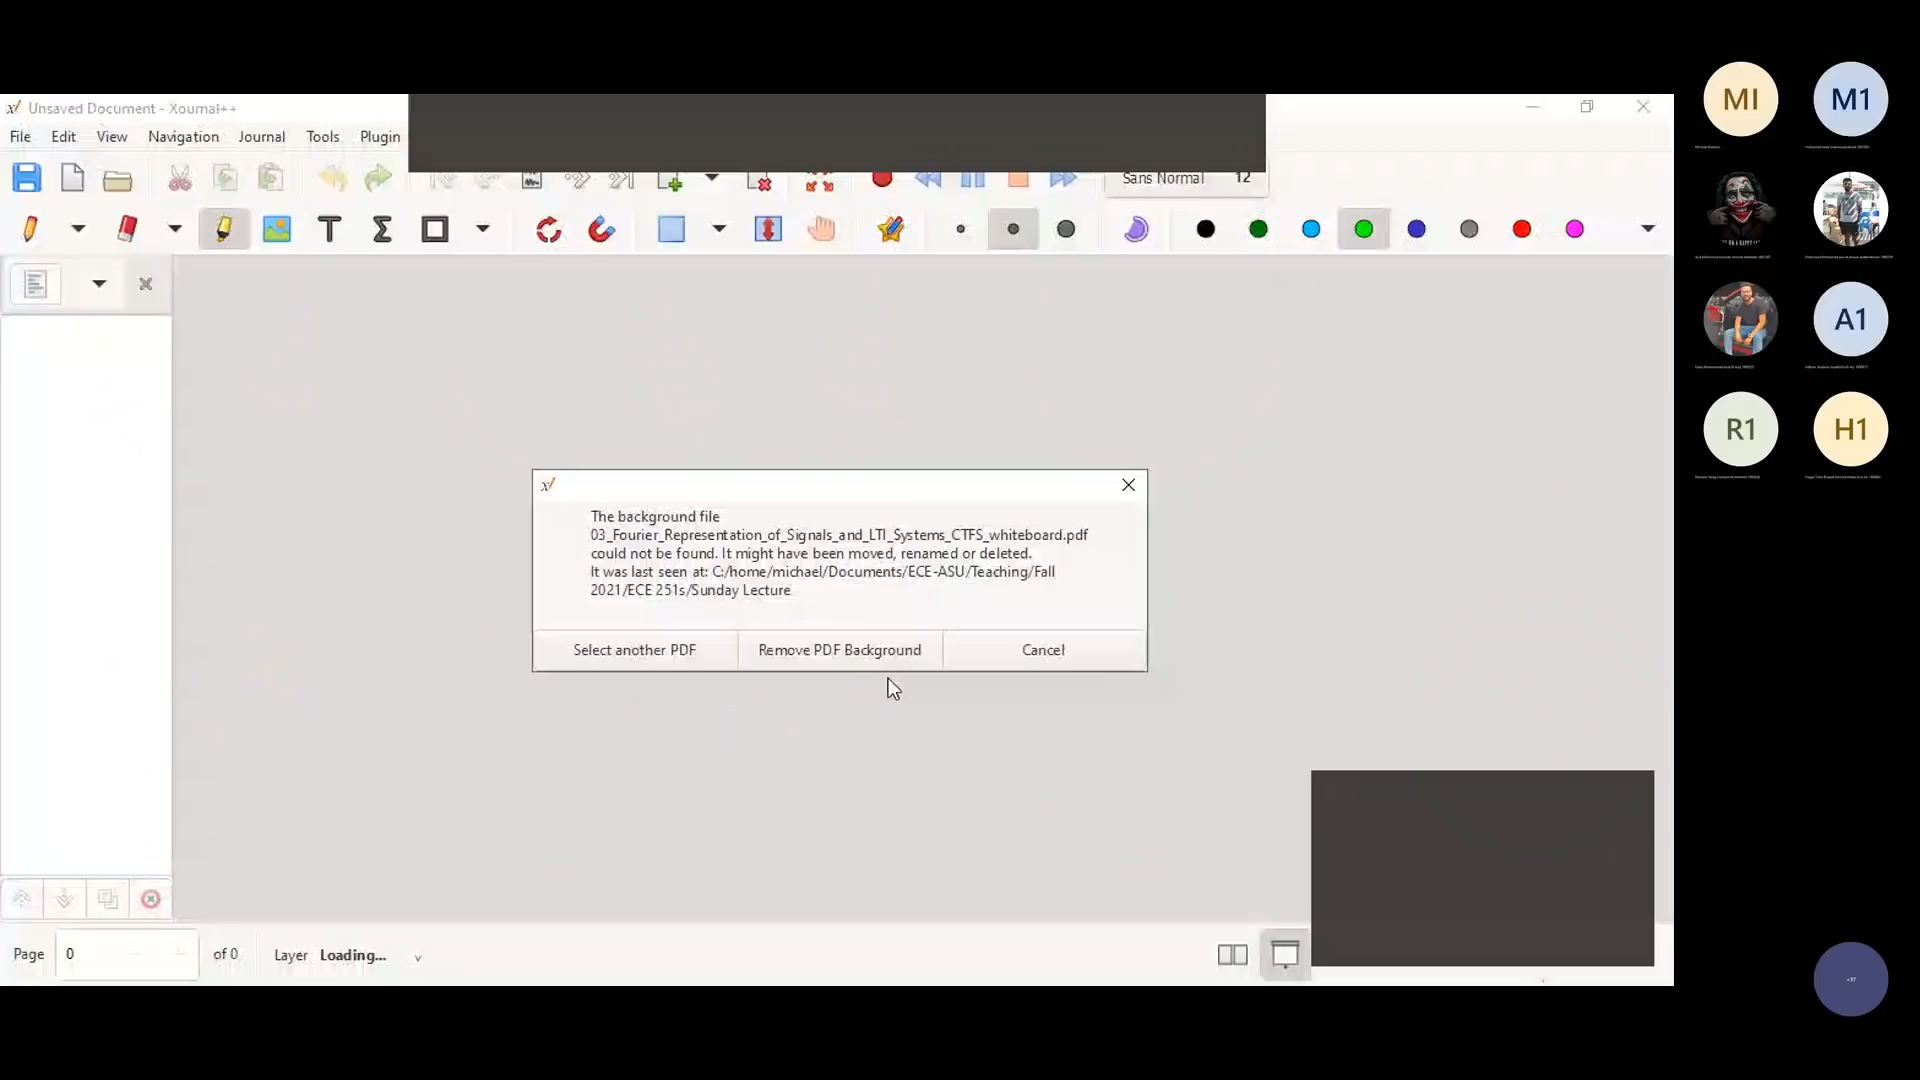 Unsaved Document - Xournal++
File Edit View Navigation Journal Tools Plugin
Sans Normal 12
The background file
03_Fourier_Representation_of_Signals_and_LTI_Systems_CTFS_whiteboard.pdf
could not be found. It might have been moved, renamed or deleted.
It was last seen at: C:/home/michael/Documents/ECE-ASU/Teaching/Fall
2021/ECE 251s/Sunday Lecture
Select another PDF Remove PDF Background Cancel
Page 0 of 0 Layer Loading...
MI M1
A1
R1 H1